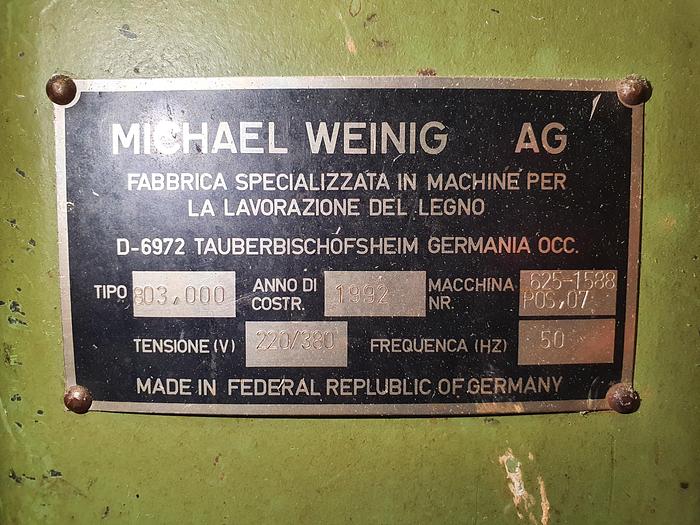 MICHAEL WEINIG AG
FABBRICA SPECIALIZZATA IN MACHINE PER
LA LAVORAZIONE DEL LEGNO
D-6972 TAUBERBISCHOFSHEIM GERMANIA OCC.
TIPO 803,000 ANNO DI COSTR. 1992 MACCHINA NR. 625-1588 POS,07
TENSIONE (V) 220/380 FREQUENCA (HZ) 50
MADE IN FEDERAL REPLUBLIC OF GERMANY